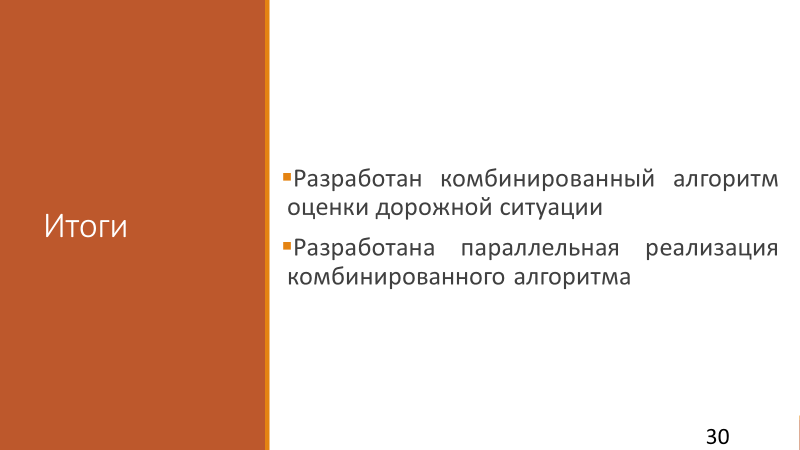 Итоги
▪Разработан комбинированный алгоритм
оценки дорожной ситуации
▪Разработана параллельная реализация
комбинированного алгоритма
30